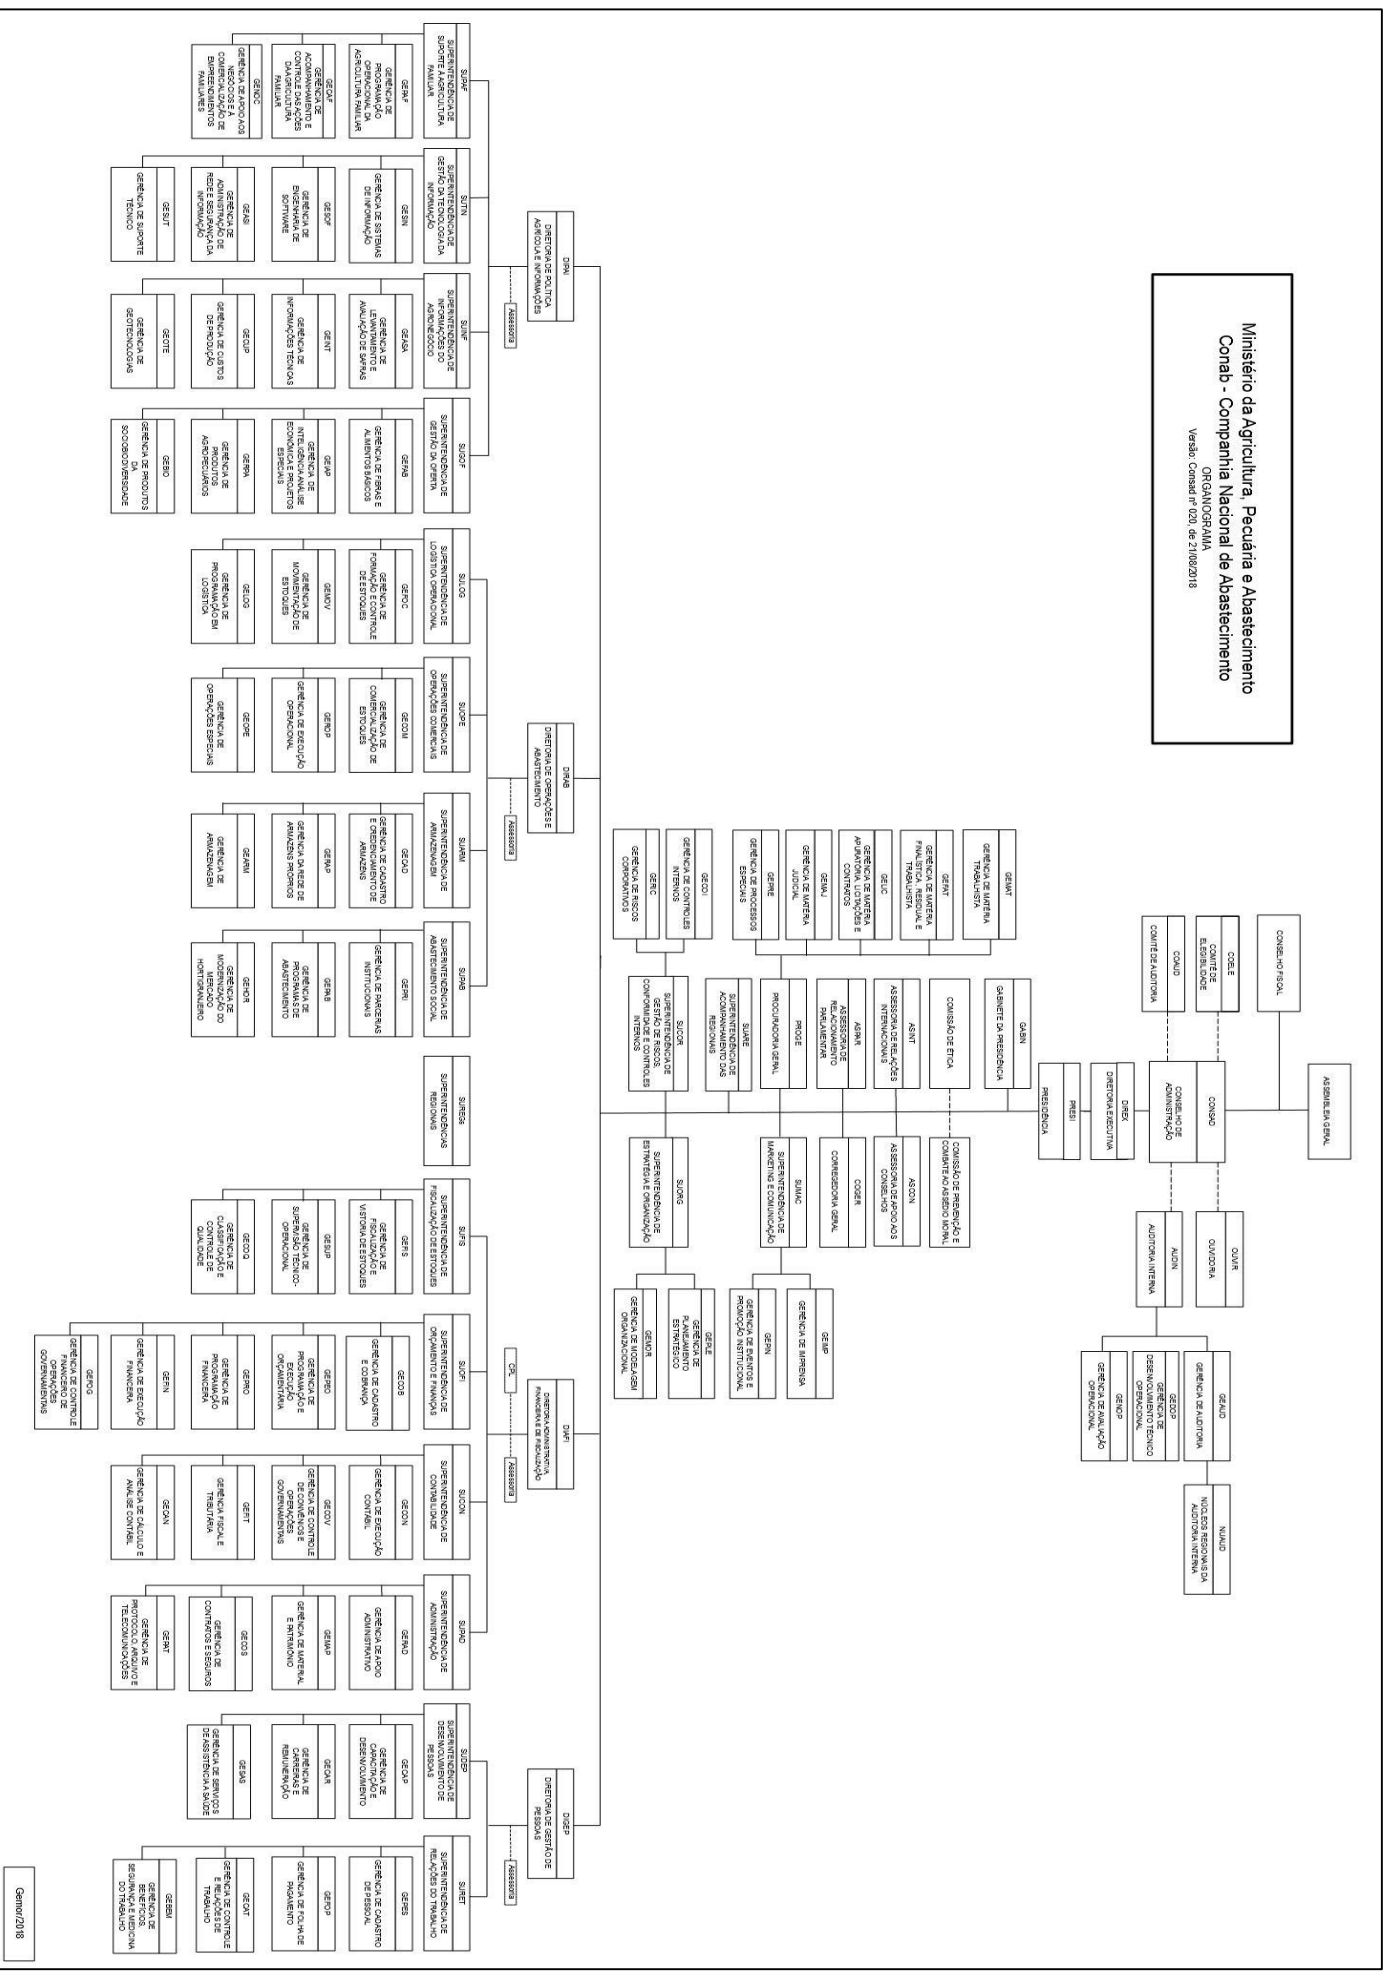 Ministério da Agricultura, Pecuária e Abastecimento
Conab - Companhia Nacional de Abastecimento
ORGANOGRAMA
Versão: Consad nº 020, de 21/08/2018
ASSEMBLEIA GERAL
CONSELHO FISCAL
COELE
COMITÊ DE
ELEGIBILIDADE
COAUD
COMITÊ DE AUDITORIA
CONSAD
CONSELHO DE
ADMINISTRAÇÃO
OUVIR
OUVIDORIA
AUDIN
AUDITORIA INTERNA
GEAUD
GERÊNCIA DE AUDITORIA
GEDOP
GERÊNCIA DE
DESENVOLVIMENTO TÉCNICO
OPERACIONAL
GENOP
GERÊNCIA DE AVALIAÇÃO
OPERACIONAL
NUAUD
NÚCLEOS REGIONAIS DA
AUDITORIA INTERNA
DIREX
DIRETORIA EXECUTIVA
PRESI
PRESIDÊNCIA
GABIN
GABINETE DA PRESIDÊNCIA
COMISSÃO DE ÉTICA
COMISSÃO DE PREVENÇÃO E
COMBATE AO ASSÉDIO MORAL
ASINT
ASSESSORIA DE RELAÇÕES
INTERNACIONAIS
ASCON
ASSESSORIA DE APOIO AOS
CONSELHOS
ASPAR
ASSESSORIA DE
RELACIONAMENTO
PARLAMENTAR
COGER
CORREGEDORIA GERAL
GEMAT
GERÊNCIA DE MATÉRIA
TRABALHISTA
GEFAT
GERÊNCIA DE MATÉRIA
FINALÍSTICA, RESIDUAL E
TRABALHISTA
GELIC
GERÊNCIA DE MATÉRIA
APURATÓRIA, LICITAÇÕES E
CONTRATOS
GEMAJ
GERÊNCIA DE MATÉRIA
JUDICIAL
GEPRE
GERÊNCIA DE PROCESSOS
ESPECIAIS
PROGE
PROCURADORIA GERAL
SUMAC
SUPERINTENDÊNCIA DE
MARKETING E COMUNICAÇÃO
GEIMP
GERÊNCIA DE IMPRENSA
GEPIN
GERÊNCIA DE EVENTOS E
PROMOÇÃO INSTITUCIONAL
SUARE
SUPERINTENDÊNCIA DE
ACOMPANHAMENTO DAS
REGIONAIS
GECOI
GERÊNCIA DE CONTROLES
INTERNOS
GERIC
GERÊNCIA DE RISCOS
CORPORATIVOS
SUCOR
SUPERINTENDÊNCIA DE
GESTÃO DE RISCOS,
CONFORMIDADE E CONTROLES
INTERNOS
SUORG
SUPERINTENDÊNCIA DE
ESTRATÉGIA E ORGANIZAÇÃO
GEPLE
GERÊNCIA DE
PLANEJAMENTO
ESTRATÉGICO
GEMOR
GERÊNCIA DE MODELAGEM
ORGANIZACIONAL
DIPAI
DIRETORIA DE POLÍTICA
AGRÍCOLA E INFORMAÇÕES
Assessoria
DIRAB
DIRETORIA DE OPERAÇÕES E
ABASTECIMENTO
Assessoria
DIAFI
DIRETORIA ADMINISTRATIVA,
FINANCEIRA E DE FISCALIZAÇÃO
CPL
Assessoria
DIGEP
DIRETORIA DE GESTÃO DE
PESSOAS
Assessoria
SUPAF
SUPERINTENDÊNCIA DE
SUPORTE À AGRICULTURA
FAMILIAR
GEPAF
GERÊNCIA DE
PROGRAMAÇÃO
OPERACIONAL DA
AGRICULTURA FAMILIAR
GECAF
GERÊNCIA DE
ACOMPANHAMENTO E
CONTROLE DAS AÇÕES
DA AGRICULTURA
FAMILIAR
GENOC
GERÊNCIA DE APOIO AOS
NEGÓCIOS E À
COMERCIALIZAÇÃO DE
EMPREENDIMENTOS
FAMILIARES
SUTIN
SUPERINTENDÊNCIA DE
GESTÃO DA TECNOLOGIA DA
INFORMAÇÃO
GESIN
GERÊNCIA DE SISTEMAS
DE INFORMAÇÃO
GESOF
GERÊNCIA DE
ENGENHARIA DE
SOFTWARE
GEASI
GERÊNCIA DE
ADMINISTRAÇÃO DE
REDE E SEGURANÇA DA
INFORMAÇÃO
GESUT
GERÊNCIA DE SUPORTE
TÉCNICO
SUINF
SUPERINTENDÊNCIA DE
INFORMAÇÕES DO
AGRONEGÓCIO
GEASA
GERÊNCIA DE
LEVANTAMENTO E
AVALIAÇÃO DE SAFRAS
GEINT
GERÊNCIA DE
INFORMAÇÕES TÉCNICAS
GECUP
GERÊNCIA DE CUSTOS
DE PRODUÇÃO
GEOTE
GERÊNCIA DE
GEOTECNOLOGIAS
SUGOF
SUPERINTENDÊNCIA DE
GESTÃO DA OFERTA
GEFAB
GERÊNCIA DE FIBRAS E
ALIMENTOS BÁSICOS
GEIAP
GERÊNCIA DE
INTELIGÊNCIA ANÁLISE
ECONÔMICA E PROJETOS
ESPECIAIS
GERPA
GERÊNCIA DE
PRODUTOS
AGROPECUÁRIOS
GEBIO
GERÊNCIA DE PRODUTOS
DA
SOCIOBIODIVERSIDADE
SULOG
SUPERINTENDÊNCIA DE
LOGÍSTICA OPERACIONAL
GEFOC
GERÊNCIA DE
FORMAÇÃO E CONTROLE
DE ESTOQUES
GEMOV
GERÊNCIA DE
MOVIMENTAÇÃO DE
ESTOQUES
GELOG
GERÊNCIA DE
PROGRAMAÇÃO EM
LOGÍSTICA
SUOPE
SUPERINTENDÊNCIA DE
OPERAÇÕES COMERCIAIS
GECOM
GERÊNCIA DE
COMERCIALIZAÇÃO DE
ESTOQUES
GEROP
GERÊNCIA DE EXECUÇÃO
OPERACIONAL
GEOPE
GERÊNCIA DE
OPERAÇÕES ESPECIAIS
SUARM
SUPERINTENDÊNCIA DE
ARMAZENAGEM
GECAD
GERÊNCIA DE CADASTRO
E CREDENCIAMENTO DE
ARMAZÉNS
GERAP
GERÊNCIA DA REDE DE
ARMAZÉNS PRÓPRIOS
GEARM
GERÊNCIA DE
ARMAZENAGEM
SUPAB
SUPERINTENDÊNCIA DE
ABASTECIMENTO SOCIAL
GEPRI
GERÊNCIA DE PARCERIAS
INSTITUCIONAIS
GEPAB
GERÊNCIA DE
PROGRAMAS DE
ABASTECIMENTO
GEHOR
GERÊNCIA DE
MODERNIZAÇÃO DO
MERCADO
HORTIGRANJEIRO
SUREGs
SUPERINTENDÊNCIAS
REGIONAIS
SUFIS
SUPERINTENDÊNCIA DE
FISCALIZAÇÃO DE ESTOQUES
GEFIS
GERÊNCIA DE
FISCALIZAÇÃO E
VISTORIA DE ESTOQUES
GESUP
GERÊNCIA DE
SUPERVISÃO TÉCNICO-
OPERACIONAL
GECOQ
GERÊNCIA DE
CLASSIFICAÇÃO E
CONTROLE DE
QUALIDADE
SUOFI
SUPERINTENDÊNCIA DE
ORÇAMENTO E FINANÇAS
GECOB
GERÊNCIA DE CADASTRO
E COBRANÇA
GEPEO
GERÊNCIA DE
PROGRAMAÇÃO E
EXECUÇÃO
ORÇAMENTÁRIA
GEPRO
GERÊNCIA DE
PROGRAMAÇÃO
FINANCEIRA
GEFIN
GERÊNCIA DE EXECUÇÃO
FINANCEIRA
GEFOG
GERÊNCIA DE CONTROLE
FINANCEIRO DE
OPERAÇÕES
GOVERNAMENTAIS
SUCON
SUPERINTENDÊNCIA DE
CONTABILIDADE
GECON
GERÊNCIA DE EXECUÇÃO
CONTÁBIL
GECOV
GERÊNCIA DE CONTROLE
DE CONVÊNIOS E
OPERAÇÕES
GOVERNAMENTAIS
GEFIT
GERÊNCIA FISCAL E
TRIBUTÁRIA
GECAN
GERÊNCIA DE CÁLCULO E
ANÁLISE CONTÁBIL
SUPAD
SUPERINTENDÊNCIA DE
ADMINISTRAÇÃO
GERAD
GERÊNCIA DE APOIO
ADMINISTRATIVO
GEMAP
GERÊNCIA DE MATERIAL
E PATRIMÔNIO
GECOS
GERÊNCIA DE
CONTRATOS E SEGUROS
GEPAT
GERÊNCIA DE
PROTOCOLO, ARQUIVO E
TELECOMUNICAÇÕES
SUDEP
SUPERINTENDÊNCIA DE
DESENVOLVIMENTO DE
PESSOAS
GECAP
GERÊNCIA DE
CAPACITAÇÃO E
DESENVOLVIMENTO
GECAR
GERÊNCIA DE
CARREIRAS E
REMUNERAÇÃO
GESAS
GERÊNCIA DE SERVIÇOS
DE ASSISTÊNCIA A SAÚDE
SURET
SUPERINTENDÊNCIA DE
RELAÇÕES DO TRABALHO
GEPES
GERÊNCIA DE CADASTRO
DE PESSOAL
GEFOP
GERÊNCIA DE FOLHA DE
PAGAMENTO
GECAT
GERÊNCIA DE CONTROLE
E RELAÇÕES DE
TRABALHO
GEBEM
GERÊNCIA DE
BENEFÍCIOS,
SEGURANÇA E MEDICINA
DO TRABALHO
Gemor/2018